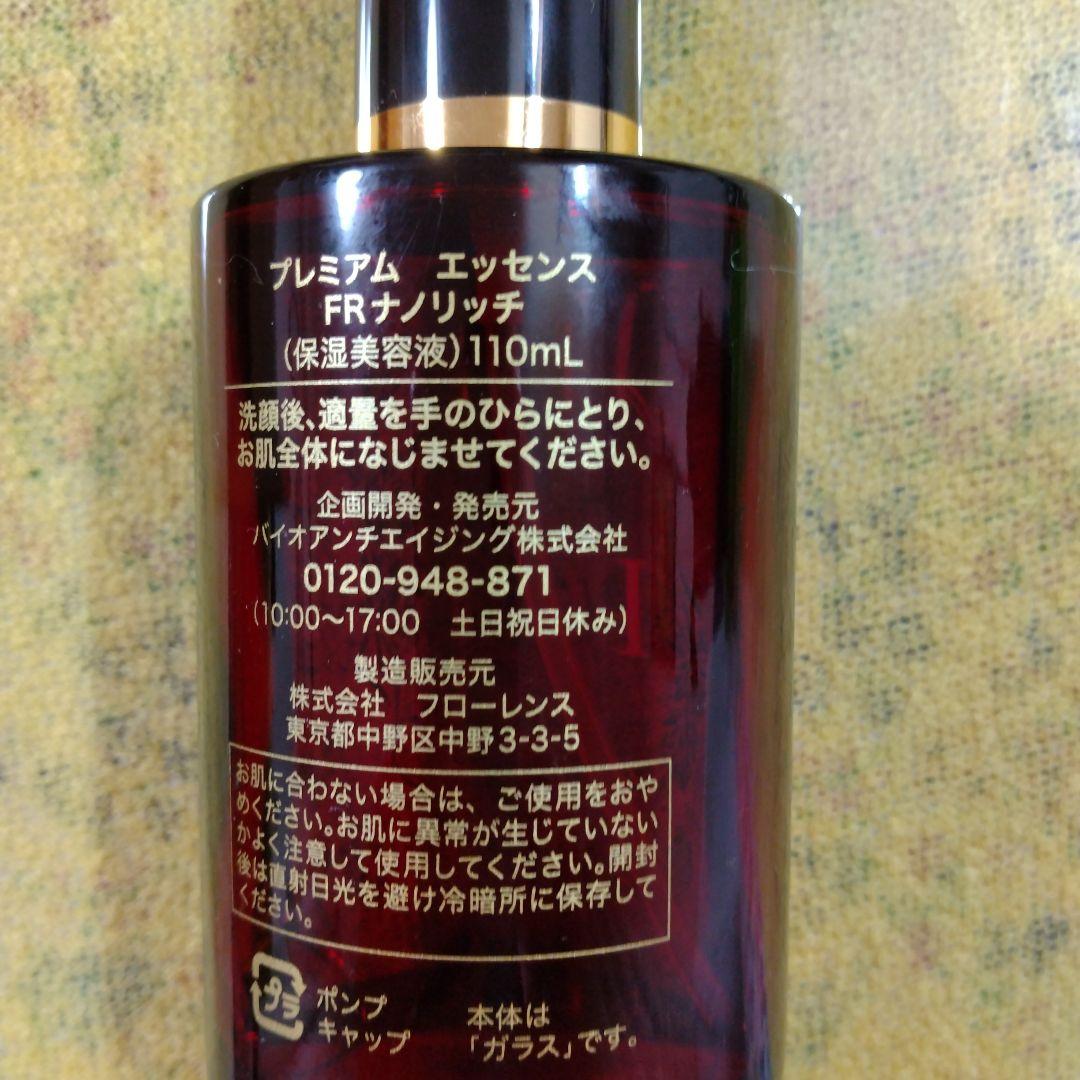 プレミアム　エッセンス
FRナノリッチ
（保湿美容液）110mL
洗顔後、適量を手のひらにとり、
お肌全体になじませてください。
企画開発・発売元
バイオアンチエイジング株式会社
0120-948-871
（10:00～17:00　土日祝日休み）
製造販売元
株式会社　フローレンス
東京都中野区中野3-3-5
お肌に合わない場合は、ご使用をおや
めください。お肌に異常が生じていない
かよく注意して使用してください。開封
後は直射日光を避け冷暗所に保存して
ください。
プラ
ポンプ
キャップ
本体は
「ガラス」です。